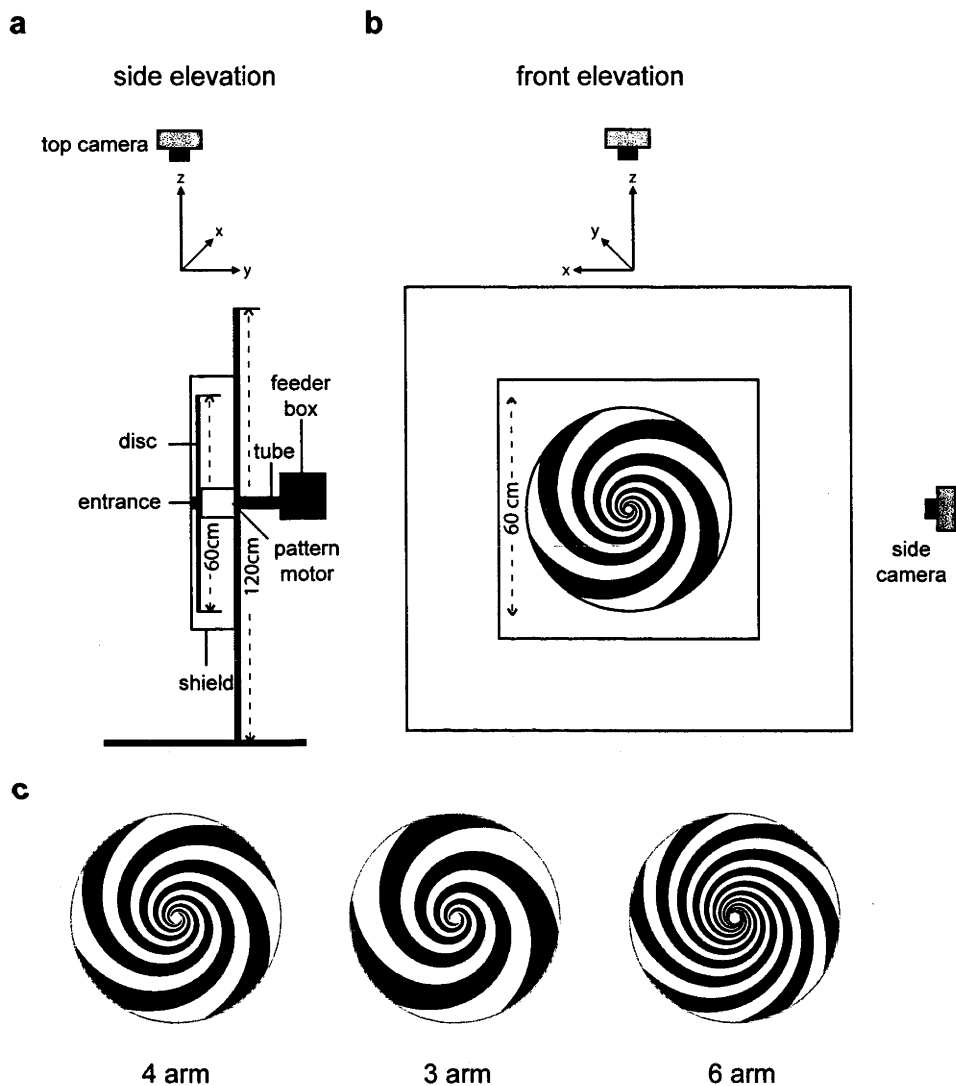 a
side elevation
top camera
z
x
y
feeder
box
disc
tube
entrance
60cm
pattern
motor
120cm
shield
b
front elevation
z
y
x
60 cm
side
camera
c
4 arm
3 arm
6 arm